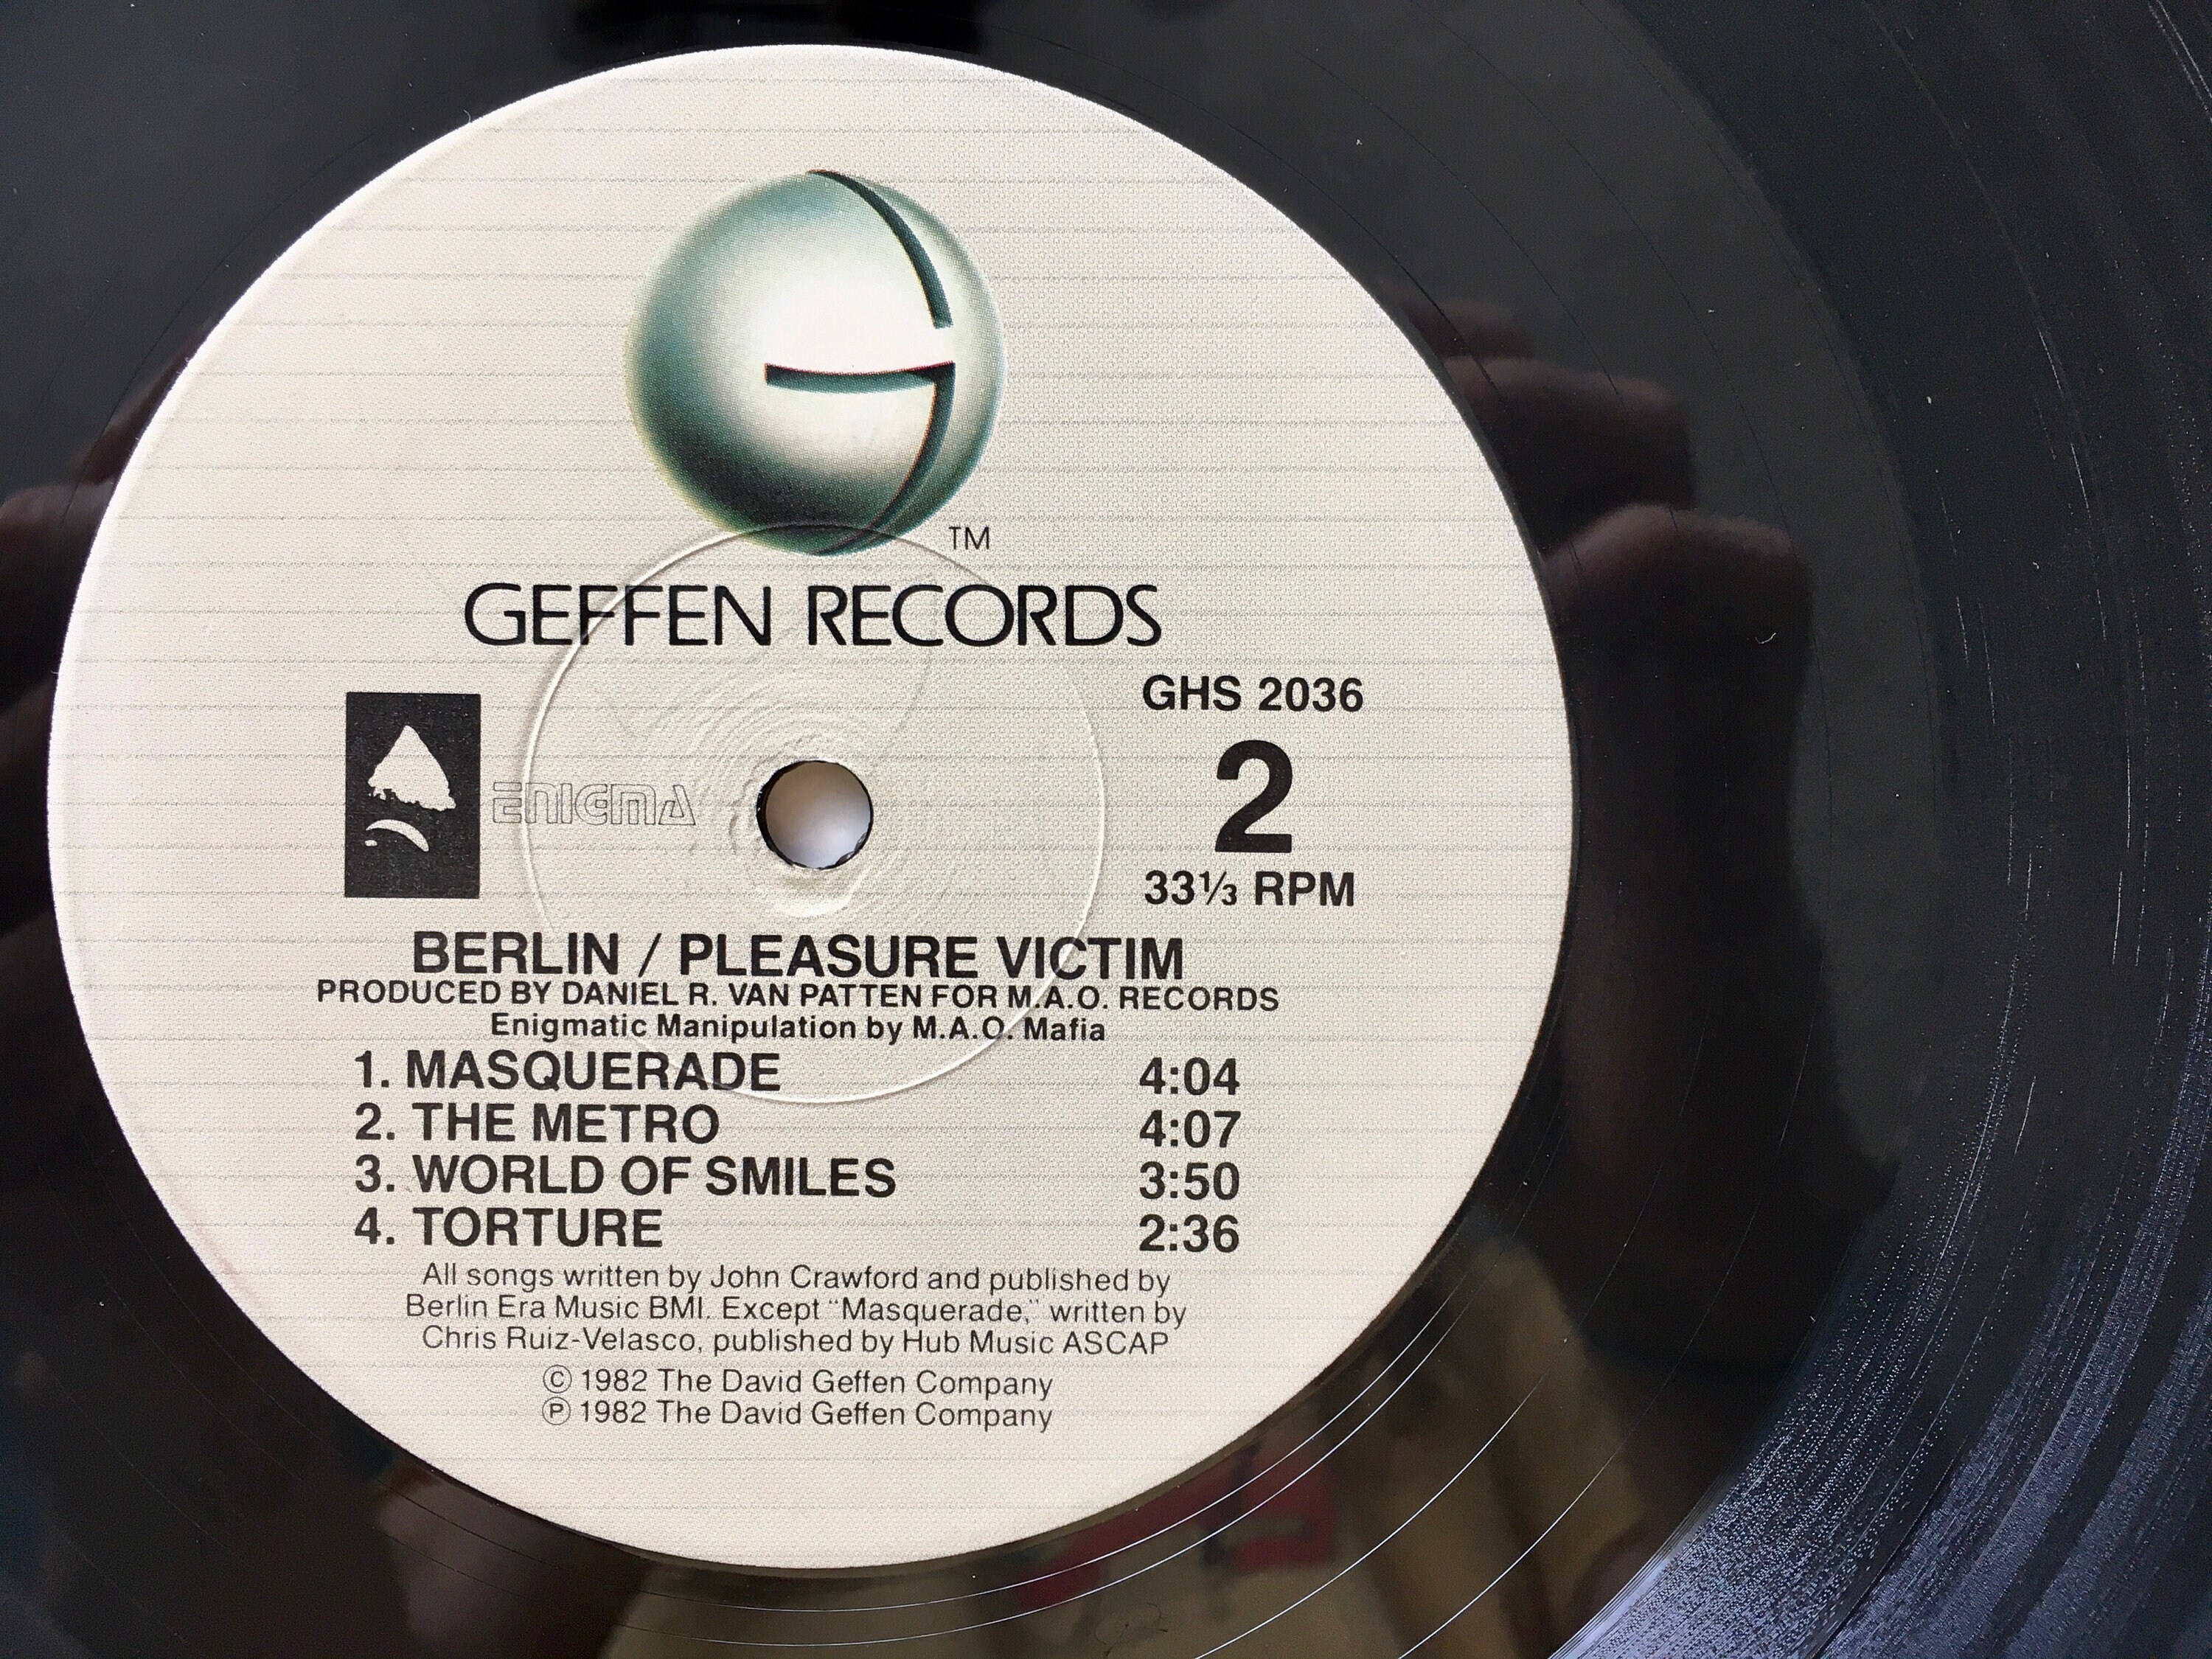 TM
GEFFEN RECORDS
GHS 2036
ENIGMA
2
33⅓ RPM
BERLIN / PLEASURE VICTIM
PRODUCED BY DANIEL R. VAN PATTEN FOR M.A.O. RECORDS
Enigmatic Manipulation by M.A.O. Mafia
1. MASQUERADE 4:04
2. THE METRO 4:07
3. WORLD OF SMILES 3:50
4. TORTURE 2:36
All songs written by John Crawford and published by
Berlin Era Music BMI. Except "Masquerade," written by
Chris Ruiz-Velasco, published by Hub Music ASCAP
© 1982 The David Geffen Company
℗ 1982 The David Geffen Company